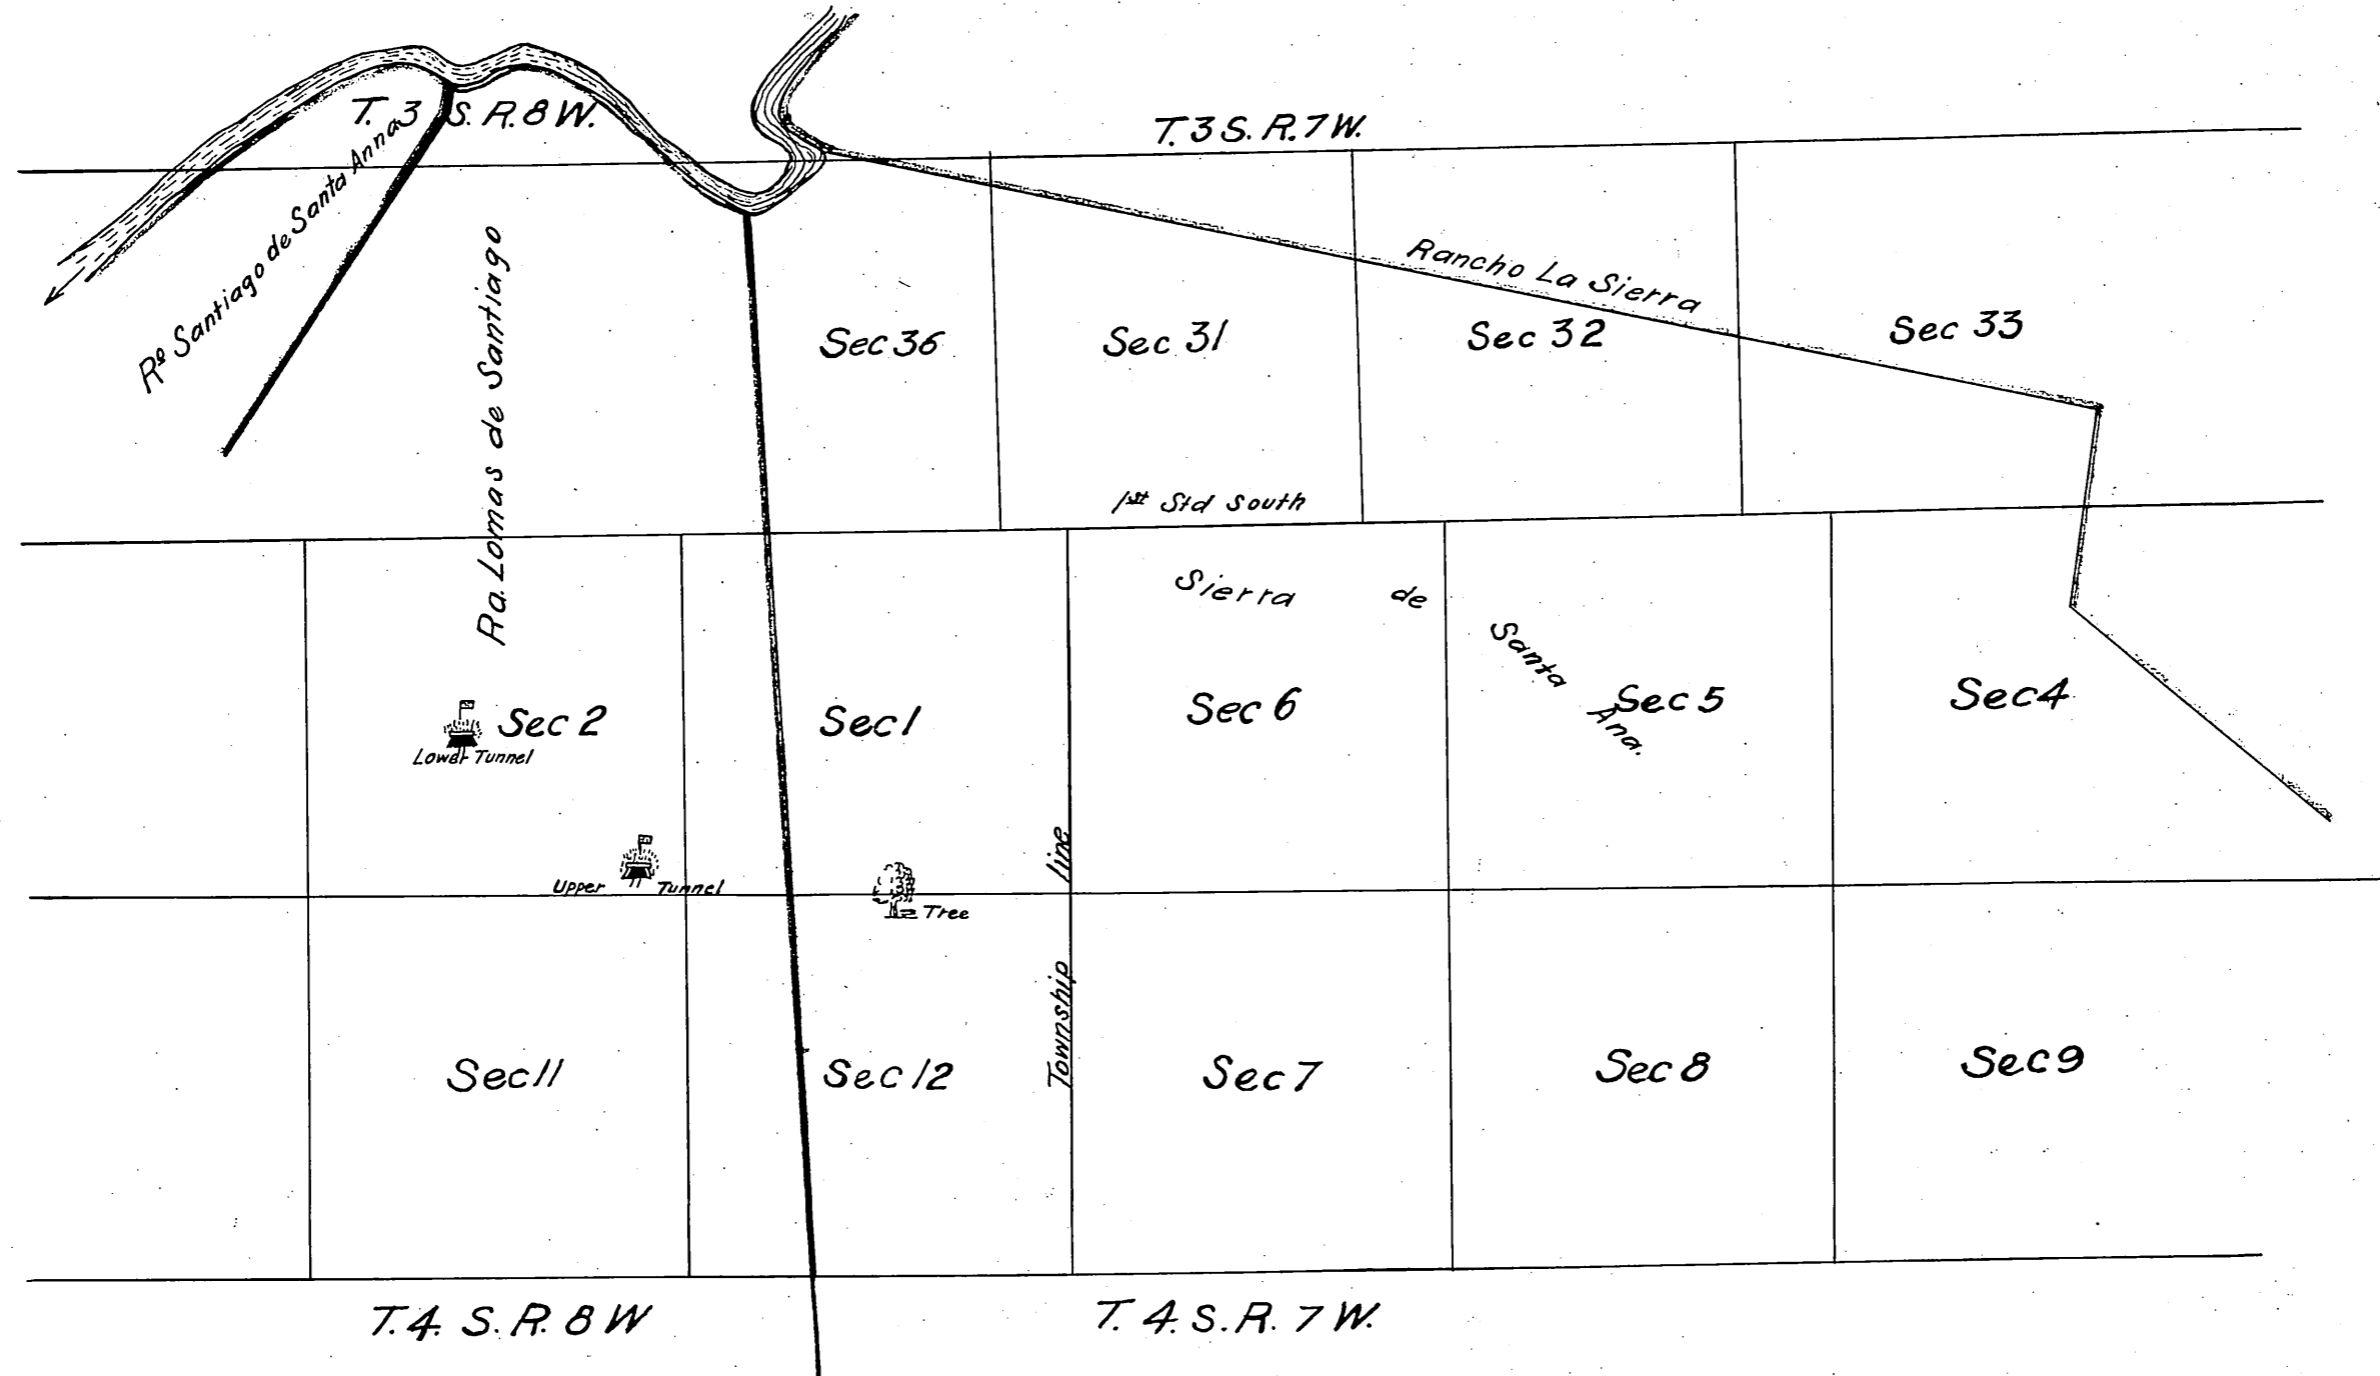 T. 3 S. R. 8 W.
T. 3 S. R. 7 W.
Rº Santiago de Santa Anna
Ra. Lomas de Santiago
Rancho La Sierra
Sec 36
Sec 31
Sec 32
Sec 33
1st Std South
Sierra de Santa Ana.
Sec 2
Sec 1
Sec 6
Sec 5
Sec 4
Lower Tunnel
Upper Tunnel
Tree
Township line
Sec 11
Sec 12
Sec 7
Sec 8
Sec 9
T. 4. S. R. 8 W
T. 4. S. R. 7 W.